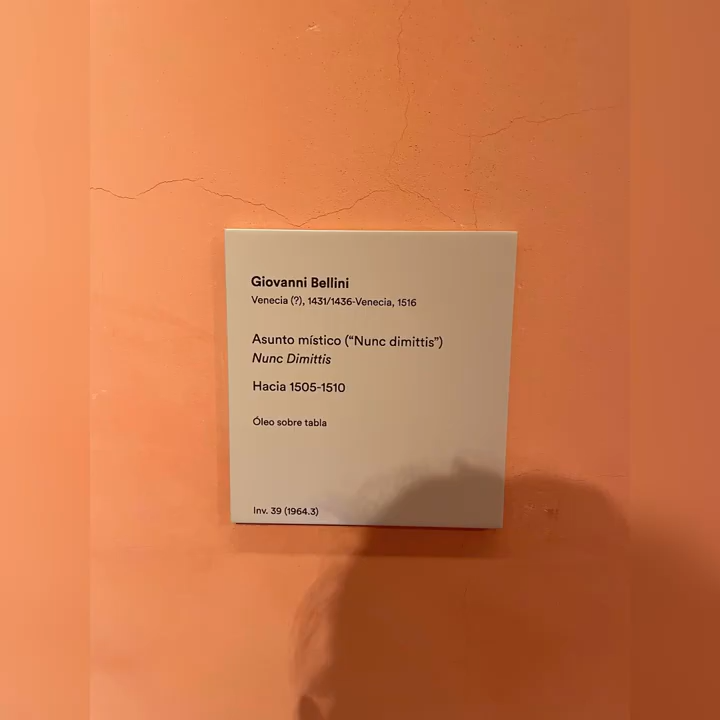 Giovanni Bellini
Venecia (?), 1431/1436-Venecia, 1516
Asunto místico (“Nunc dimittis”)
Nunc Dimittis
Hacia 1505-1510
Óleo sobre tabla
Inv. 39 (1964.3)